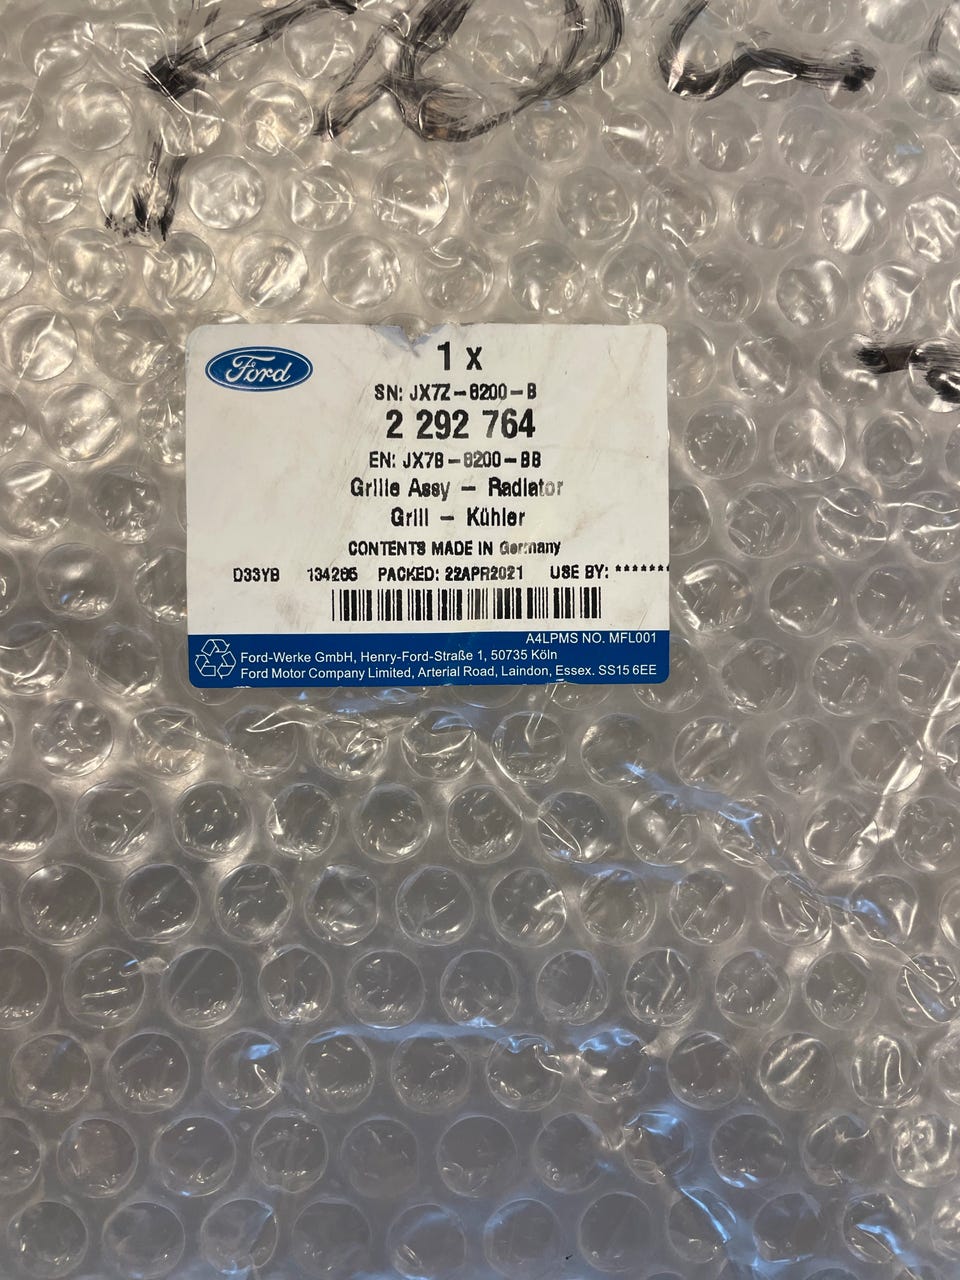 Ford
1 x
SN: JX7Z-8200-B
2 292 764
EN: JX7B-8200-BB
Grille Assy - Radiator
Grill - Kühler
CONTENTS MADE IN Germany
D33YB 134285 PACKED: 22APR2021 USE BY: *******
A4LPMS NO. MFL001
Ford-Werke GmbH, Henry-Ford-Straße 1, 50735 Köln
Ford Motor Company Limited, Arterial Road, Laindon, Essex. SS15 6EE